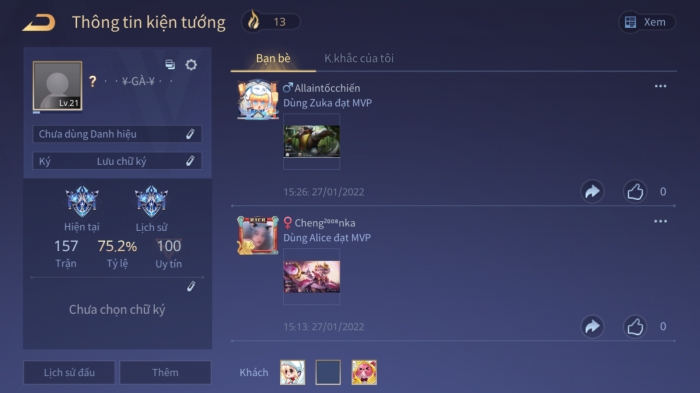 Thông tin kiện tướng
13
Xem
Bạn bè
K.khắc của tôi
? · · ¥-GÀ-¥ · ·
Lv.21
Chưa dùng Danh hiệu
Ký Lưu chữ ký
Hiện tại Lịch sử
157 75,2% 100
Trận Tỷ lệ Uy tín
Chưa chọn chữ ký
Lịch sử đấu
Thêm
♂Allaintốcchiến
Dùng Zuka đạt MVP
15:26: 27/01/2022
0
♀Cheng²⁰⁰⁸nka
Dùng Alice đạt MVP
15:13: 27/01/2022
0
Khách